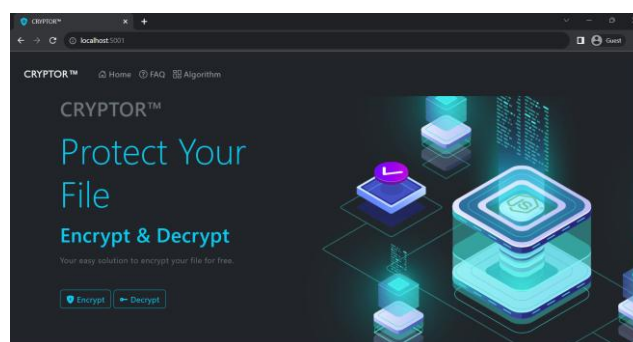 CRYPTOR™
localhost:5001
Guest
CRYPTOR™ Home FAQ Algorithm
CRYPTOR™
Protect Your
File
Encrypt & Decrypt
Your easy solution to encrypt your file for free.
Encrypt Decrypt